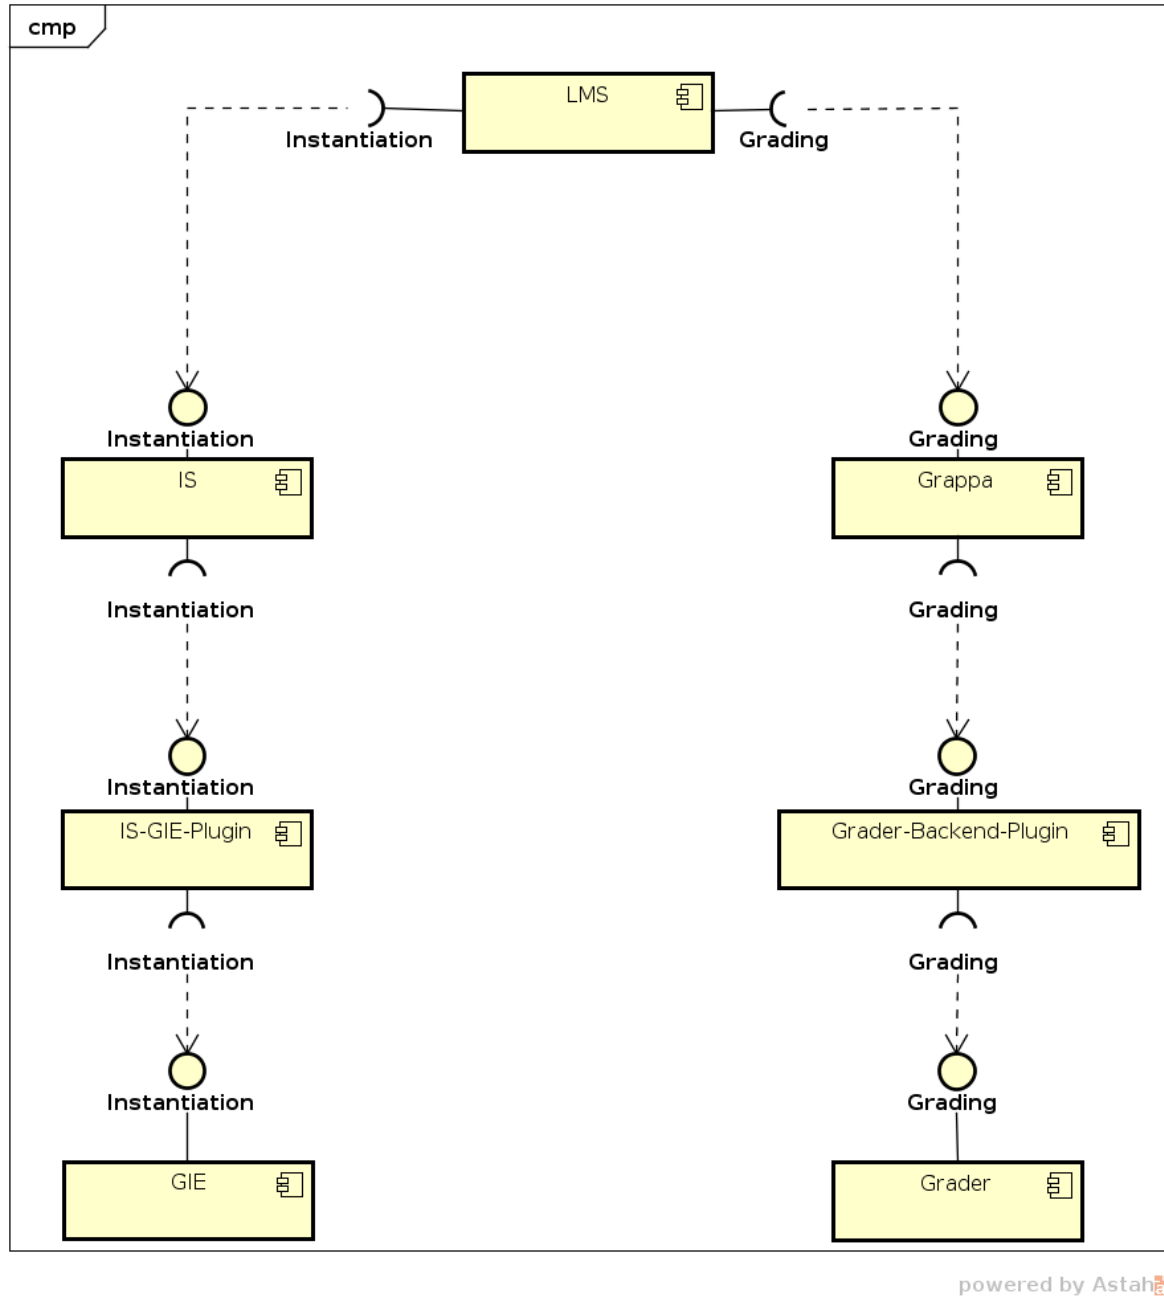 cmp
LMS
Instantiation
Grading
Instantiation
Grading
IS
Grappa
Instantiation
Grading
Instantiation
Grading
IS-GIE-Plugin
Grader-Backend-Plugin
Instantiation
Grading
Instantiation
Grading
GIE
Grader
powered by Astah